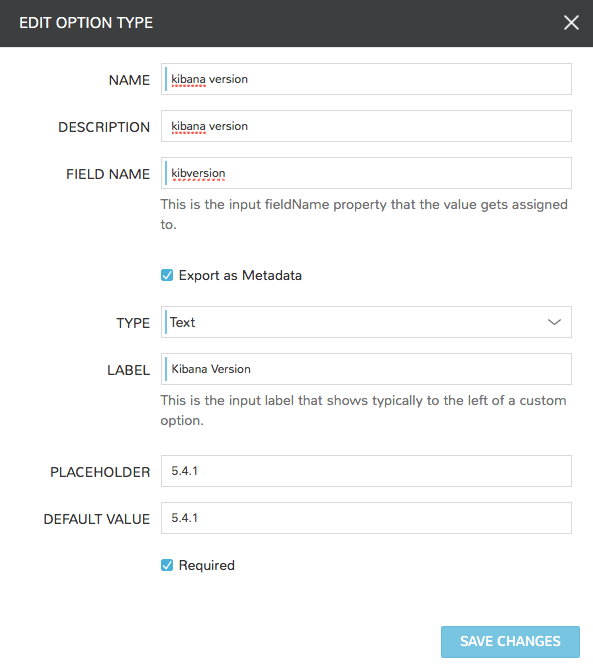 EDIT OPTION TYPE
NAME kibana version
DESCRIPTION kibana version
FIELD NAME kibversion
This is the input fieldName property that the value gets assigned
to.
Export as Metadata
TYPE Text
LABEL Kibana Version
This is the input label that shows typically to the left of a custom
option.
PLACEHOLDER 5.4.1
DEFAULT VALUE 5.4.1
Required
SAVE CHANGES